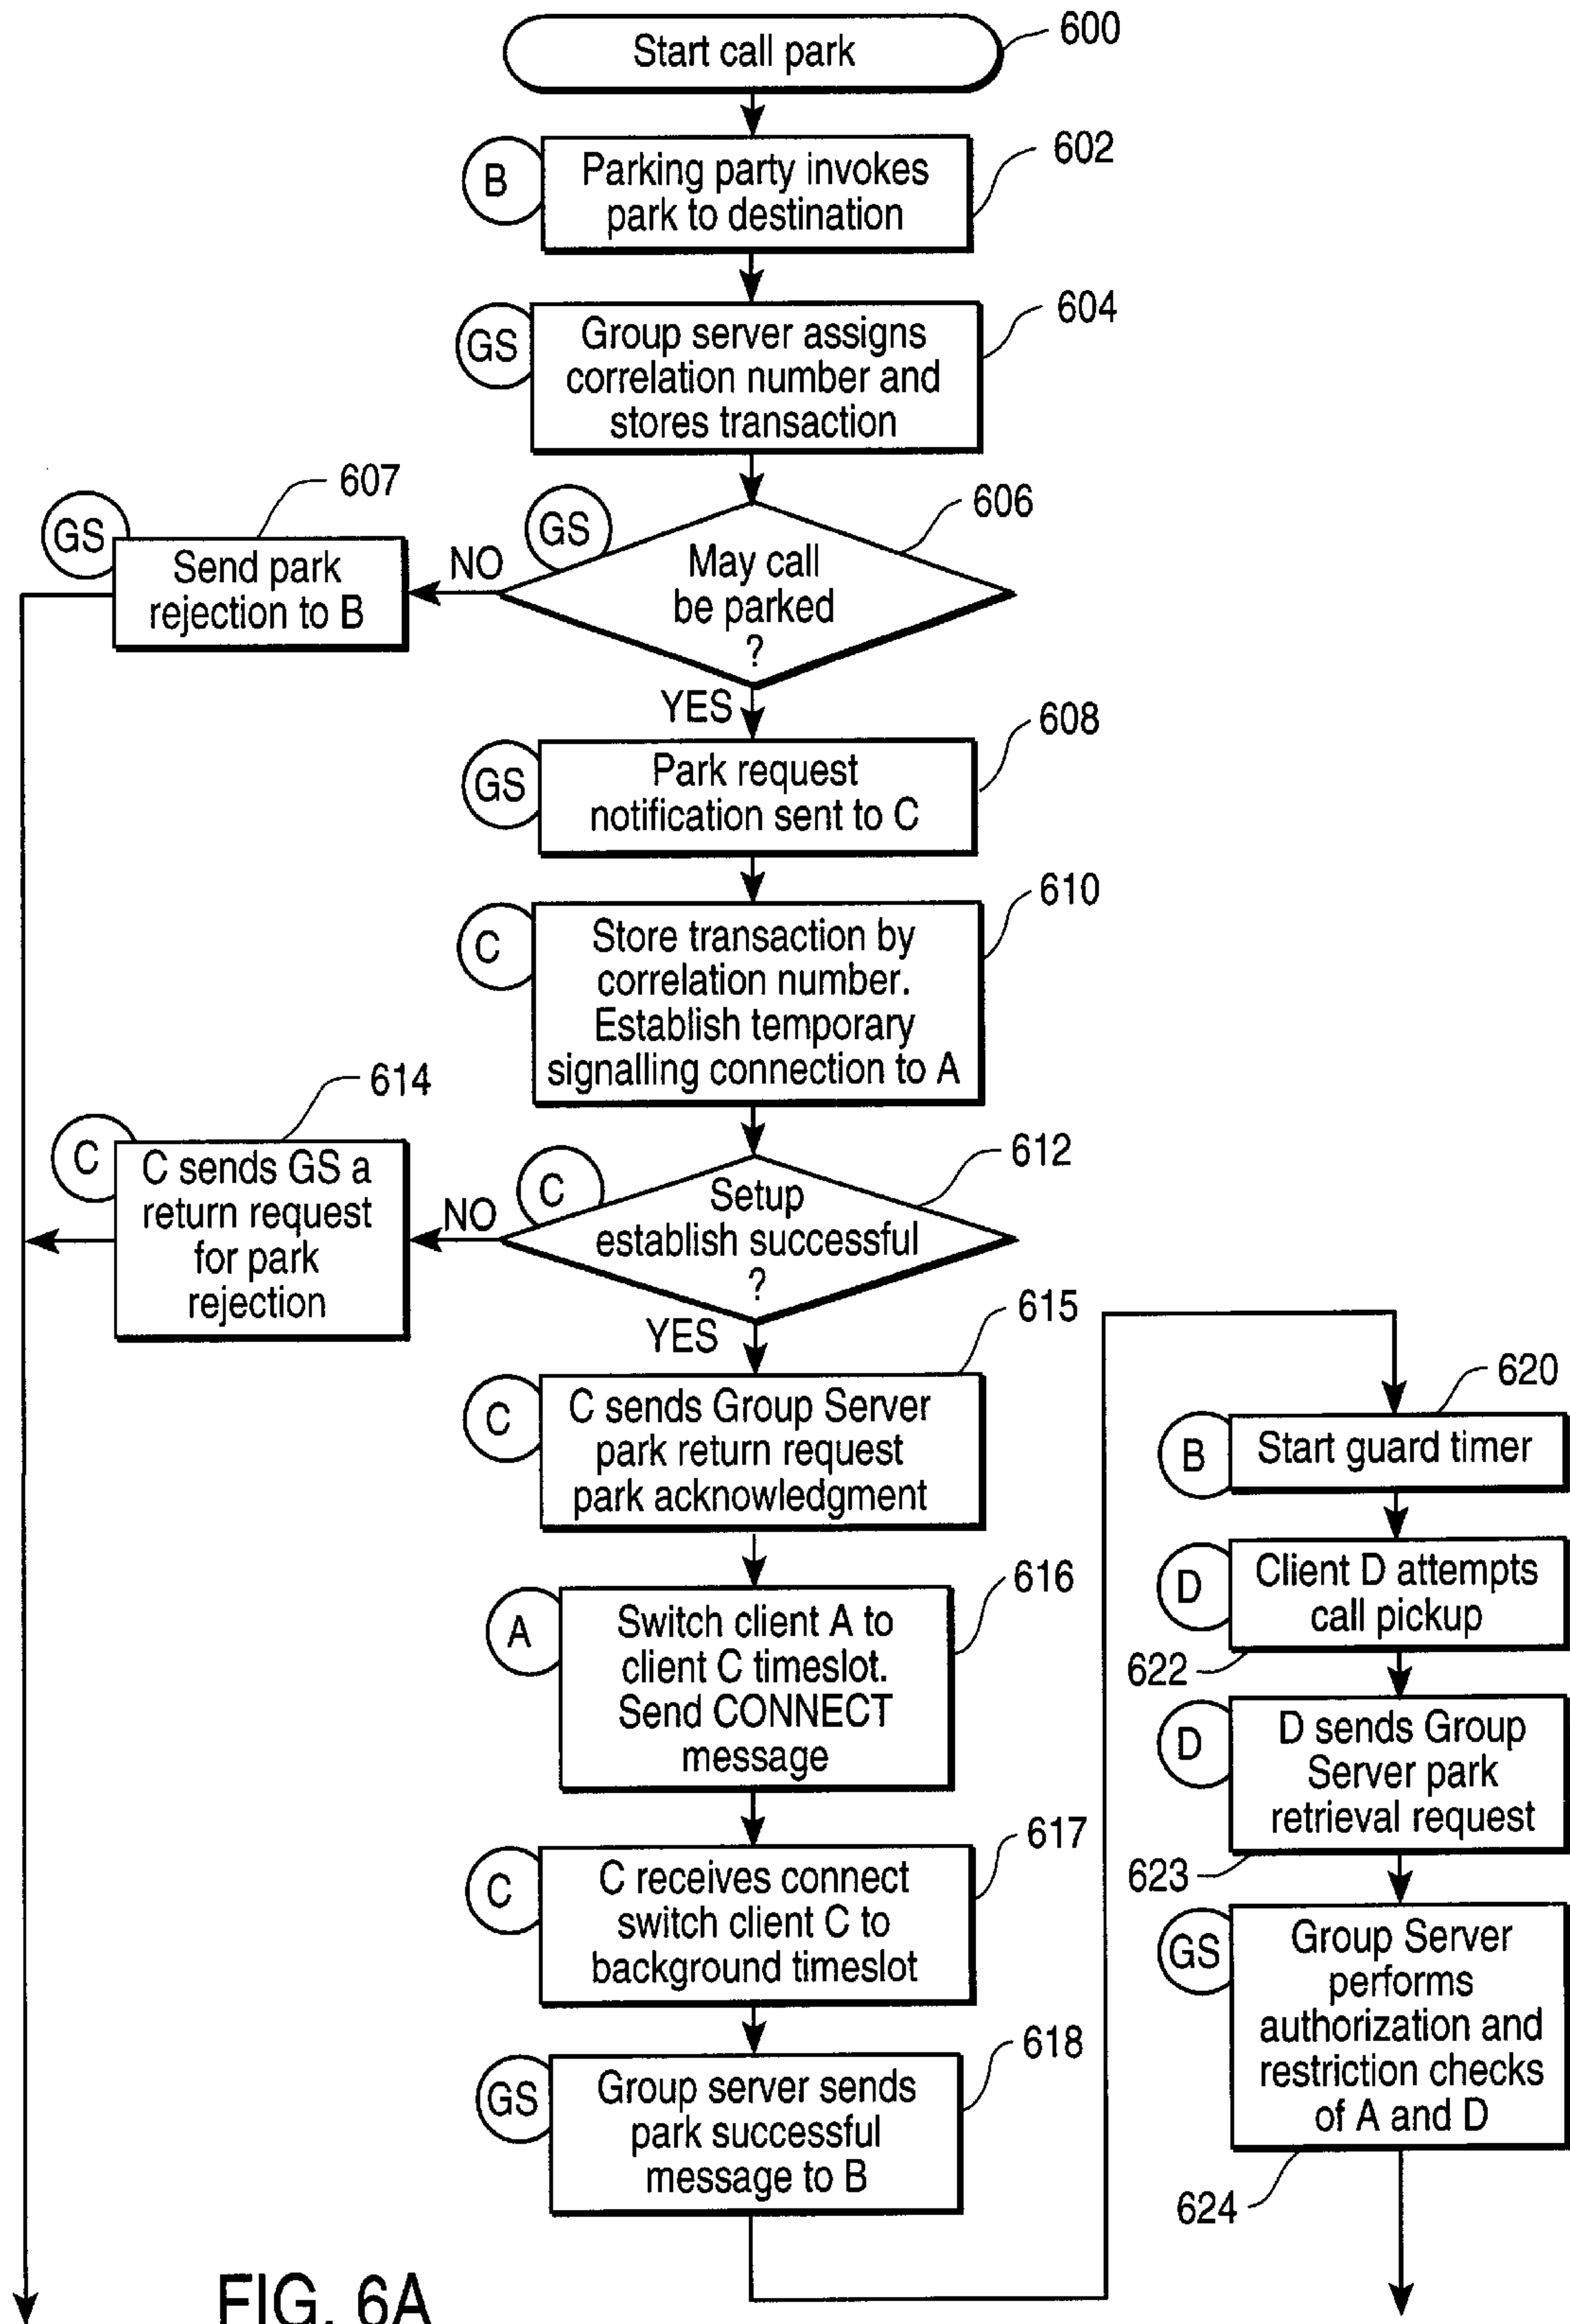 Start call park
600
B
Parking party invokes
park to destination
602
GS
Group server assigns
correlation number and
stores transaction
604
GS
May call
be parked
?
606
NO
GS
Send park
rejection to B
607
YES
GS
Park request
notification sent to C
608
C
Store transaction by
correlation number.
Establish temporary
signalling connection to A
610
C
Setup
establish successful
?
612
NO
C
C sends GS a
return request
for park
rejection
614
YES
C
C sends Group Server
park return request
park acknowledgment
615
A
Switch client A to
client C timeslot.
Send CONNECT
message
616
C
C receives connect
switch client C to
background timeslot
617
GS
Group server sends
park successful
message to B
618
B
Start guard timer
620
D
Client D attempts
call pickup
622
D
D sends Group
Server park
retrieval request
623
GS
Group Server
performs
authorization and
restriction checks
of A and D
624
FIG. 6A